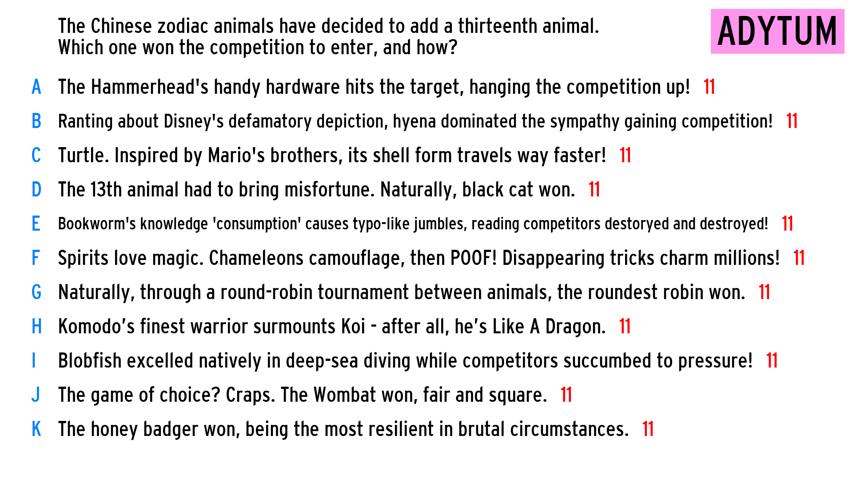 The Chinese zodiac animals have decided to add a thirteenth animal.
Which one won the competition to enter, and how?
ADYTUM
A The Hammerhead's handy hardware hits the target, hanging the competition up! 11
B Ranting about Disney's defamatory depiction, hyena dominated the sympathy gaining competition! 11
C Turtle. Inspired by Mario's brothers, its shell form travels way faster! 11
D The 13th animal had to bring misfortune. Naturally, black cat won. 11
E Bookworm's knowledge 'consumption' causes typo-like jumbles, reading competitors destoryed and destroyed! 11
F Spirits love magic. Chameleons camouflage, then POOF! Disappearing tricks charm millions! 11
G Naturally, through a round-robin tournament between animals, the roundest robin won. 11
H Komodo’s finest warrior surmounts Koi - after all, he’s Like A Dragon. 11
I Blobfish excelled natively in deep-sea diving while competitors succumbed to pressure! 11
J The game of choice? Craps. The Wombat won, fair and square. 11
K The honey badger won, being the most resilient in brutal circumstances. 11